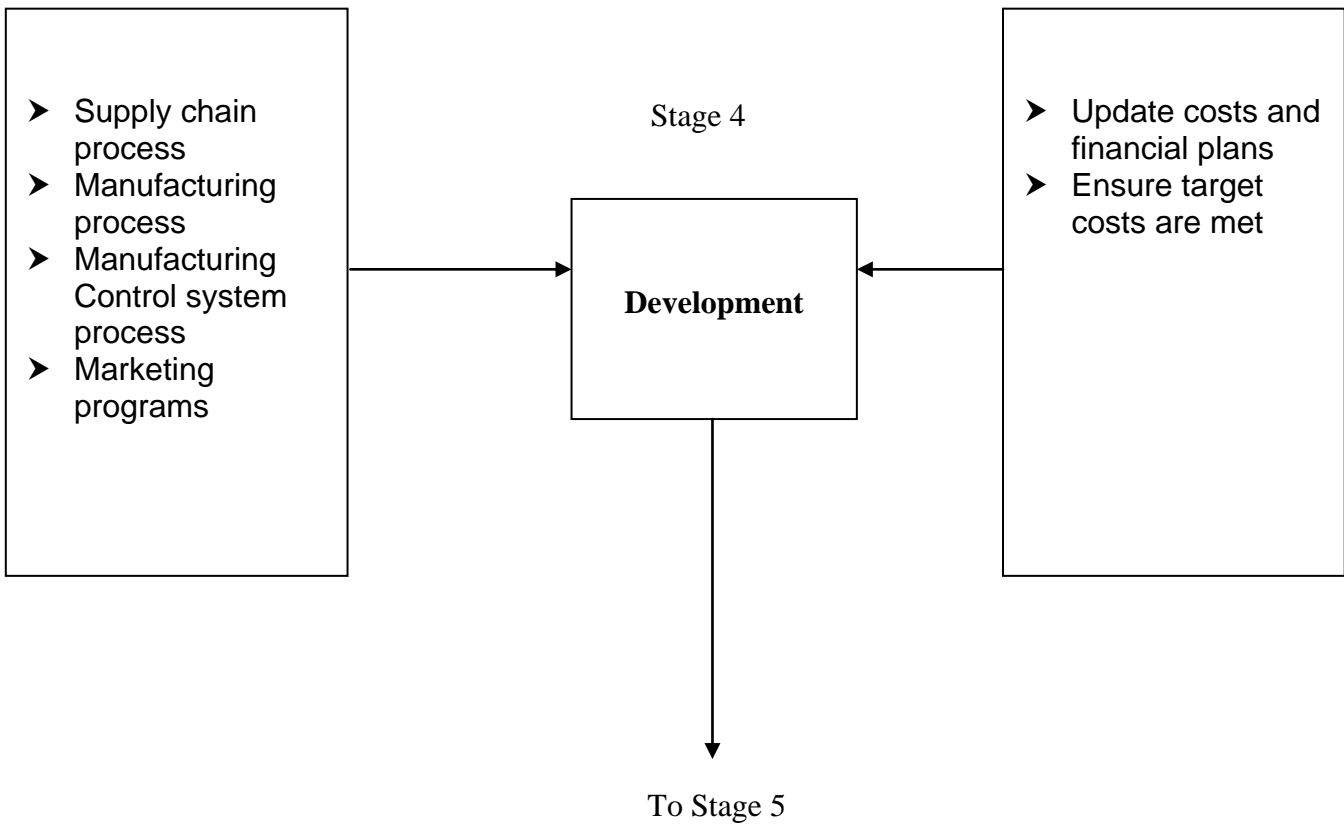 ➤ Supply chain
process
➤ Manufacturing
process
➤ Manufacturing
Control system
process
➤ Marketing
programs
Stage 4
Development
➤ Update costs and
financial plans
➤ Ensure target
costs are met
To Stage 5